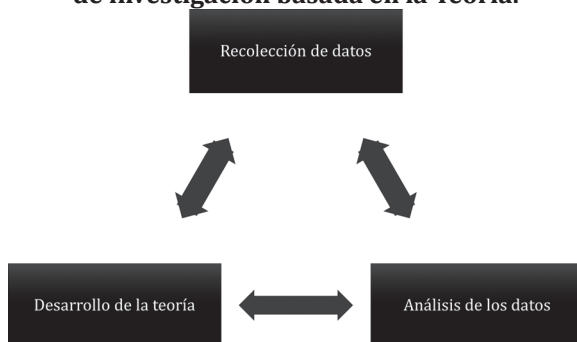 de investigación basada en la Teoría.
Recolección de datos
Desarrollo de la teoría
Análisis de los datos